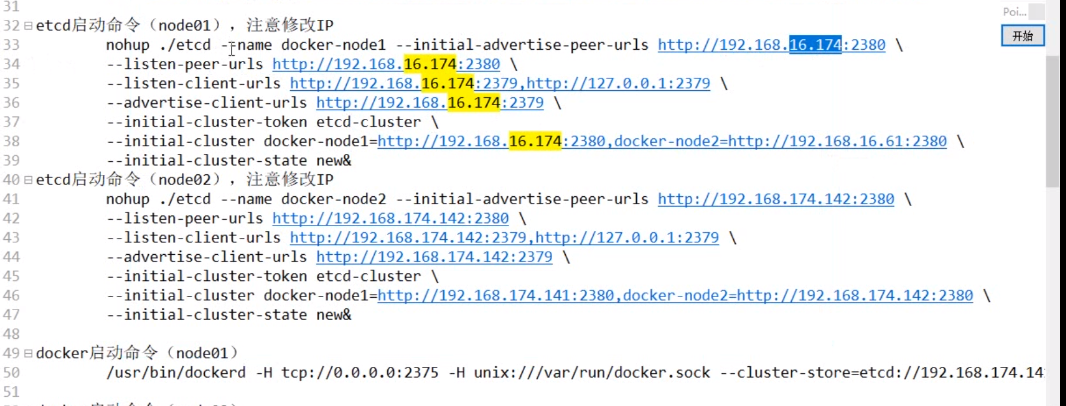 31
Poi...
32 etcd启动命令（node01），注意修改IP
开始
33 nohup ./etcd --name docker-node1 --initial-advertise-peer-urls http://192.168.16.174:2380 \
34 --listen-peer-urls http://192.168.16.174:2380 \
35 --listen-client-urls http://192.168.16.174:2379,http://127.0.0.1:2379 \
36 --advertise-client-urls http://192.168.16.174:2379 \
37 --initial-cluster-token etcd-cluster \
38 --initial-cluster docker-node1=http://192.168.16.174:2380,docker-node2=http://192.168.16.61:2380 \
39 --initial-cluster-state new&
40 etcd启动命令（node02），注意修改IP
41 nohup ./etcd --name docker-node2 --initial-advertise-peer-urls http://192.168.174.142:2380 \
42 --listen-peer-urls http://192.168.174.142:2380 \
43 --listen-client-urls http://192.168.174.142:2379,http://127.0.0.1:2379 \
44 --advertise-client-urls http://192.168.174.142:2379 \
45 --initial-cluster-token etcd-cluster \
46 --initial-cluster docker-node1=http://192.168.174.141:2380,docker-node2=http://192.168.174.142:2380 \
47 --initial-cluster-state new&
48
49 docker启动命令（node01）
50 /usr/bin/dockerd -H tcp://0.0.0.0:2375 -H unix:///var/run/docker.sock --cluster-store=etcd://192.168.174.14
51